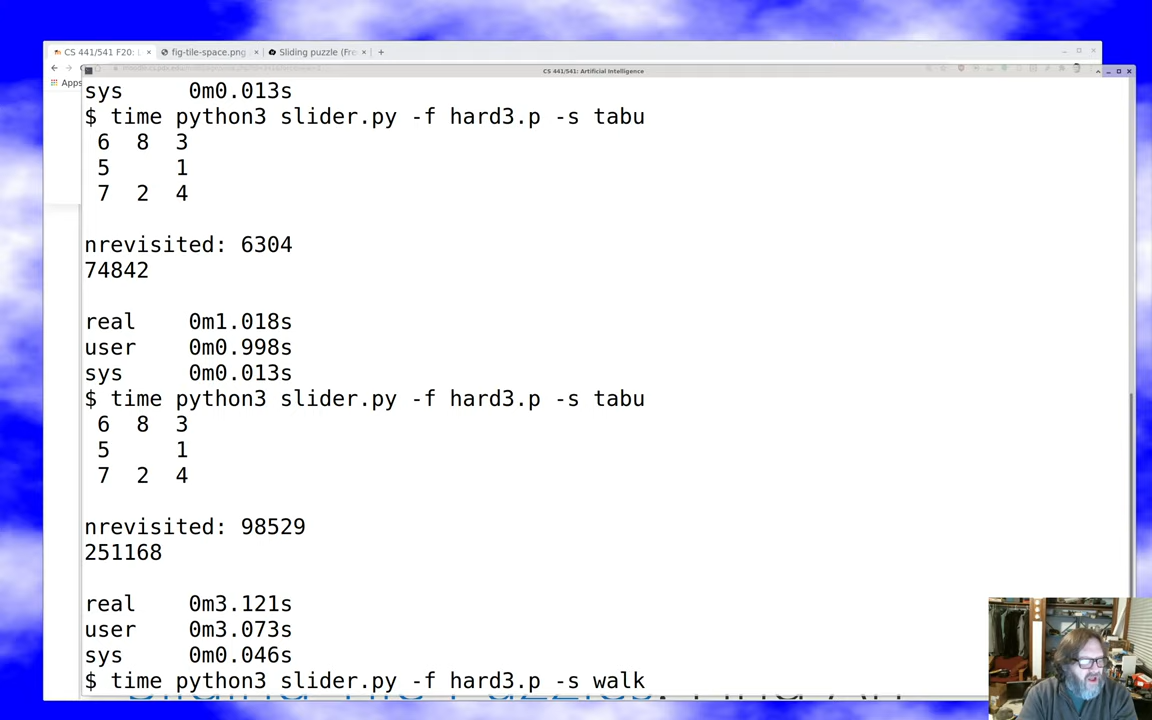 CS 441/541 F20: L
fig-tile-space.png
Sliding puzzle (Fre
Apps
CS 441/541: Artificial Intelligence
sys 0m0.013s
$ time python3 slider.py -f hard3.p -s tabu
6 8 3
5 1
7 2 4
nrevisited: 6304
74842
real 0m1.018s
user 0m0.998s
sys 0m0.013s
$ time python3 slider.py -f hard3.p -s tabu
6 8 3
5 1
7 2 4
nrevisited: 98529
251168
real 0m3.121s
user 0m3.073s
sys 0m0.046s
$ time python3 slider.py -f hard3.p -s walk